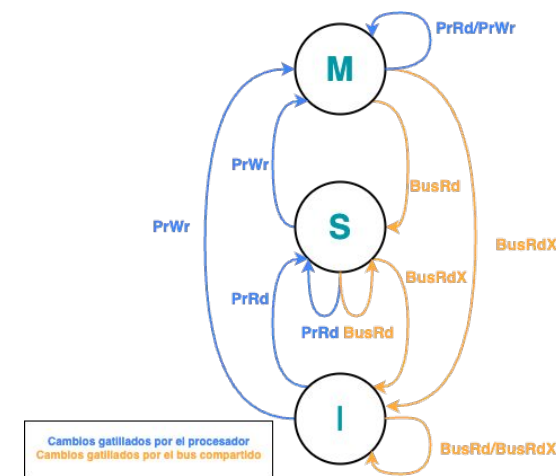 PrRd/PrWr
M
PrWr
BusRd
PrWr
S
BusRdX
BusRdX
PrRd
PrRd BusRd
I
BusRd/BusRdX
Cambios gatillados por el procesador
Cambios gatillados por el bus compartido